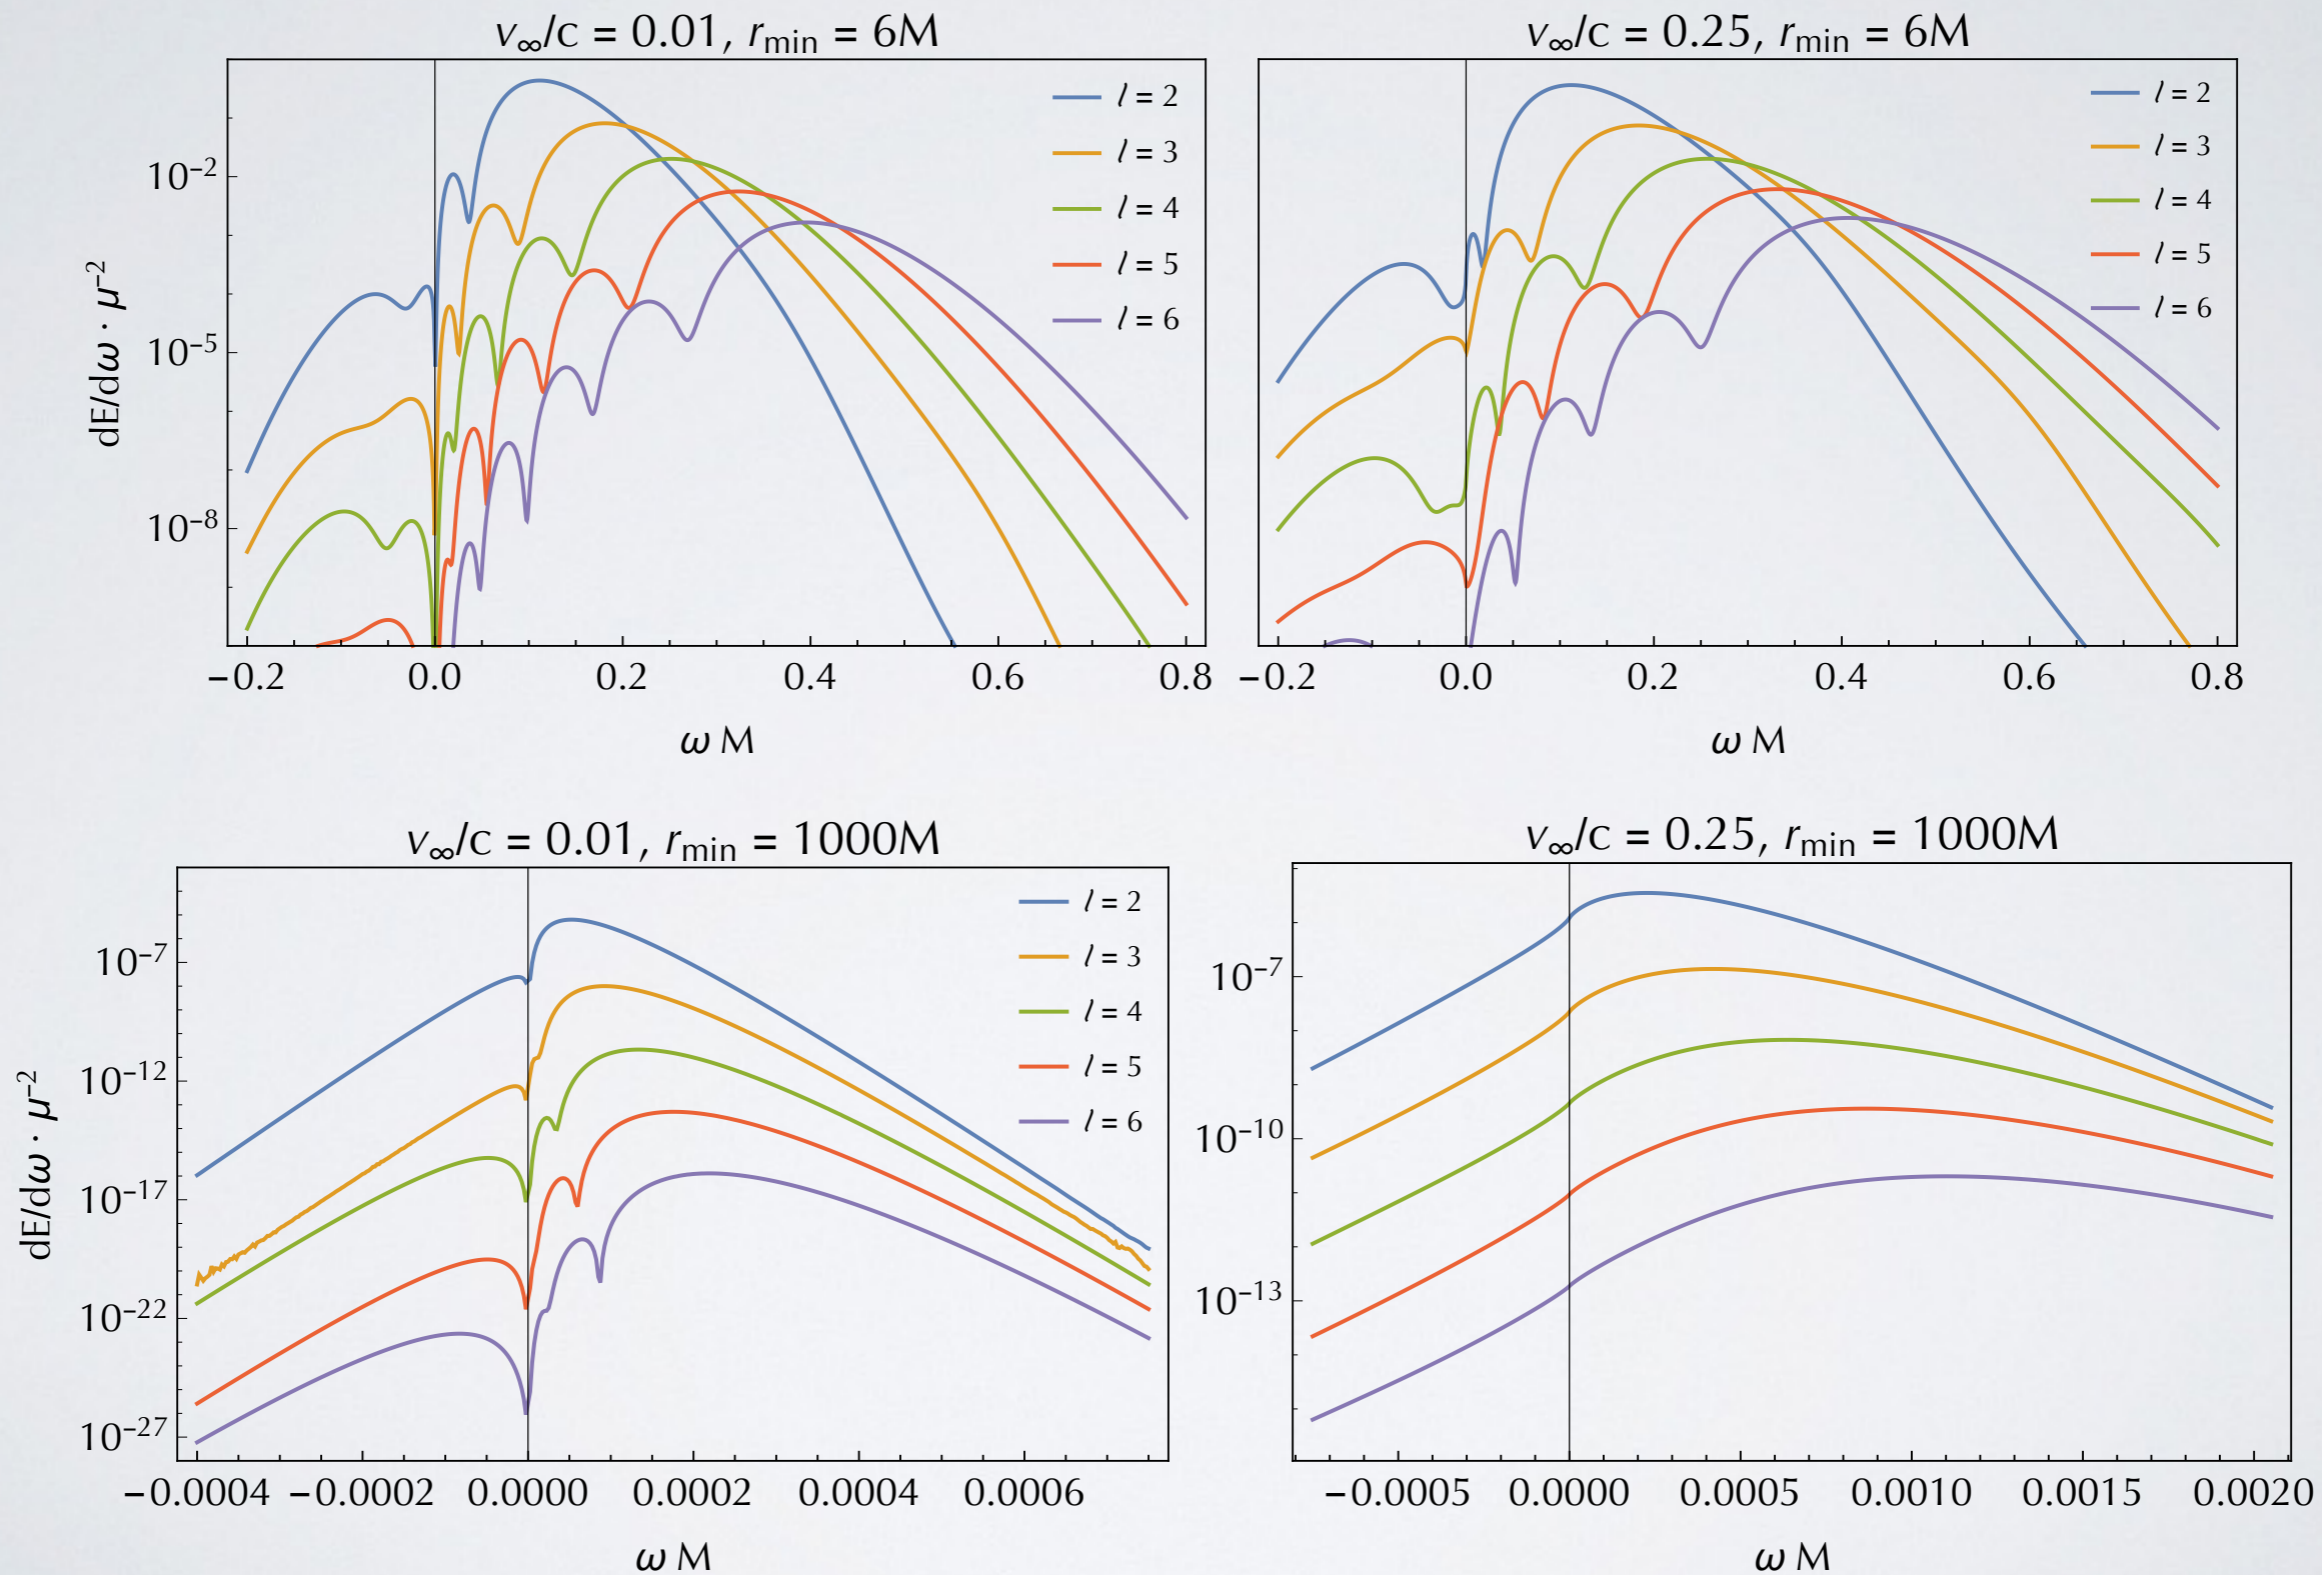 v∞/c = 0.01, rmin = 6M
l = 2
l = 3
l = 4
l = 5
l = 6
10⁻²
10⁻⁵
10⁻⁸
dE/dω · μ⁻²
−0.2 0.0 0.2 0.4 0.6 0.8
ω M
v∞/c = 0.25, rmin = 6M
l = 2
l = 3
l = 4
l = 5
l = 6
−0.2 0.0 0.2 0.4 0.6 0.8
ω M
v∞/c = 0.01, rmin = 1000M
l = 2
l = 3
l = 4
l = 5
l = 6
10⁻⁷
10⁻¹²
10⁻¹⁷
10⁻²²
10⁻²⁷
dE/dω · μ⁻²
−0.0004 −0.0002 0.0000 0.0002 0.0004 0.0006
ω M
v∞/c = 0.25, rmin = 1000M
10⁻⁷
10⁻¹⁰
10⁻¹³
−0.0005 0.0000 0.0005 0.0010 0.0015 0.0020
ω M